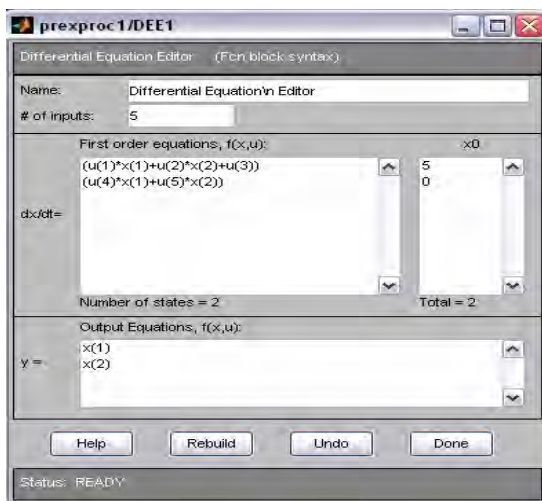 prexproc1/DEE1
Differential Equation Editor (Fcn block syntax)
Name: Differential Equation\n Editor
# of inputs: 5
First order equations, f(x,u): x0
(u(1)*x(1)+u(2)*x(2)+u(3)) 5
(u(4)*x(1)+u(5)*x(2)) 0
dx/dt=
Number of states = 2 Total = 2
Output Equations, f(x,u):
x(1)
y = x(2)
Help Rebuild Undo Done
Status: READY